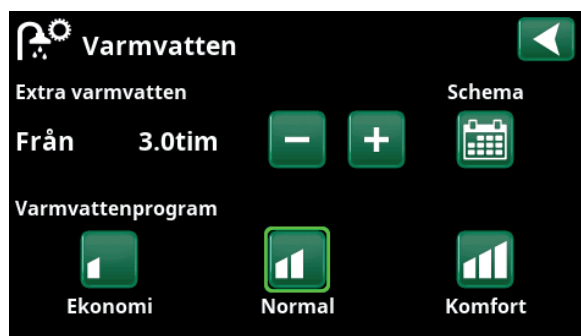 Varmvatten
Extra varmvatten Schema
Från 3.0tim
Varmvattenprogram
Ekonomi Normal Komfort